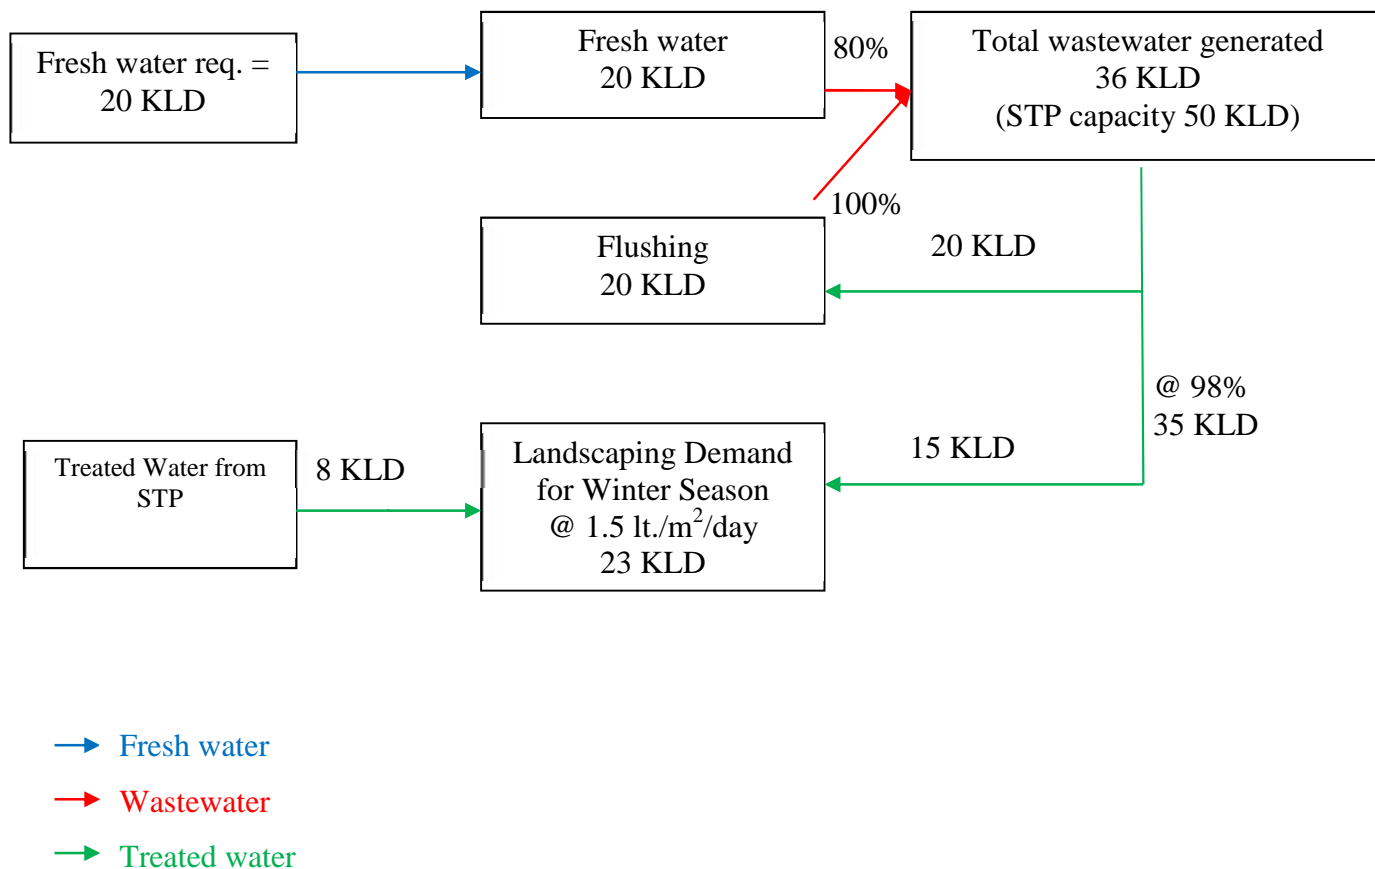 Fresh water req. =
20 KLD
Fresh water
20 KLD
80%
Total wastewater generated
36 KLD
(STP capacity 50 KLD)
100%
Flushing
20 KLD
20 KLD
@ 98%
35 KLD
Treated Water from
STP
8 KLD
Landscaping Demand
for Winter Season
@ 1.5 lt./m²/day
23 KLD
15 KLD
Fresh water
Wastewater
Treated water